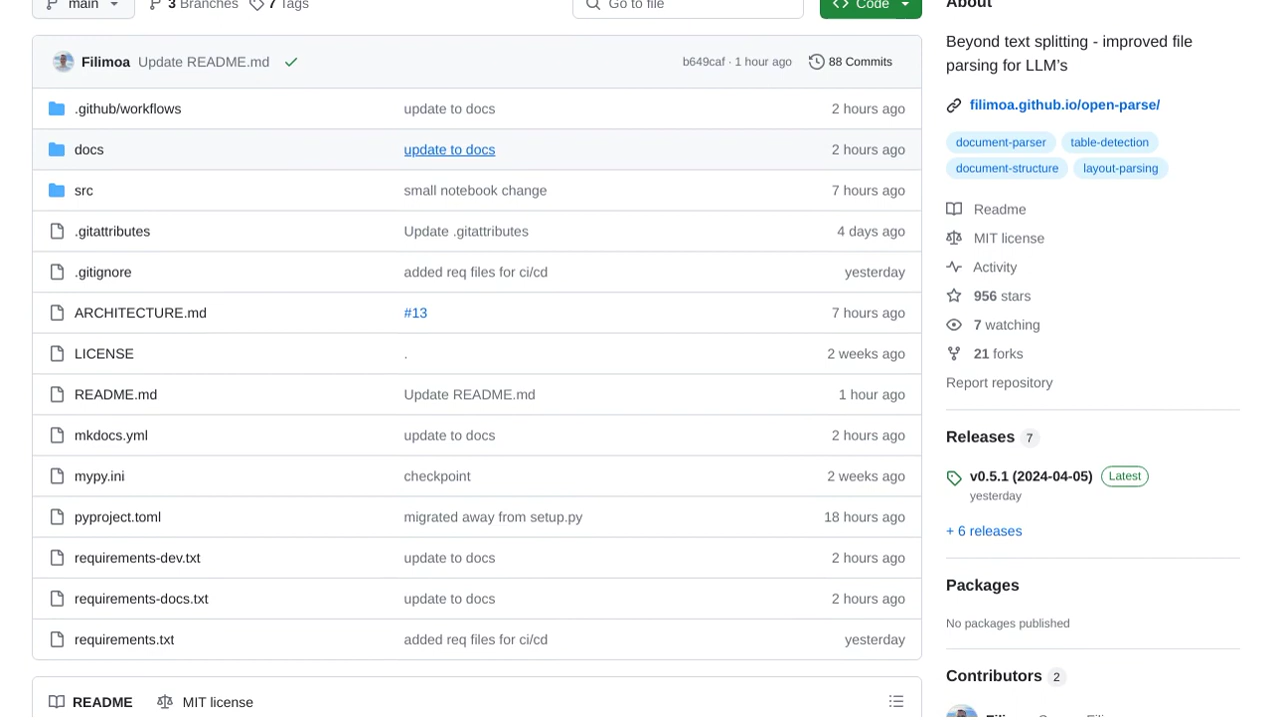 main 3 Branches 7 Tags Go to file Code
Filimoa Update README.md b649caf · 1 hour ago 88 Commits
.github/workflows update to docs 2 hours ago
docs update to docs 2 hours ago
src small notebook change 7 hours ago
.gitattributes Update .gitattributes 4 days ago
.gitignore added req files for ci/cd yesterday
ARCHITECTURE.md #13 7 hours ago
LICENSE . 2 weeks ago
README.md Update README.md 1 hour ago
mkdocs.yml update to docs 2 hours ago
mypy.ini checkpoint 2 weeks ago
pyproject.toml migrated away from setup.py 18 hours ago
requirements-dev.txt update to docs 2 hours ago
requirements-docs.txt update to docs 2 hours ago
requirements.txt added req files for ci/cd yesterday
README MIT license
About
Beyond text splitting - improved file
parsing for LLM's
filimoa.github.io/open-parse/
document-parser table-detection
document-structure layout-parsing
Readme
MIT license
Activity
956 stars
7 watching
21 forks
Report repository
Releases 7
v0.5.1 (2024-04-05) Latest
yesterday
+ 6 releases
Packages
No packages published
Contributors 2